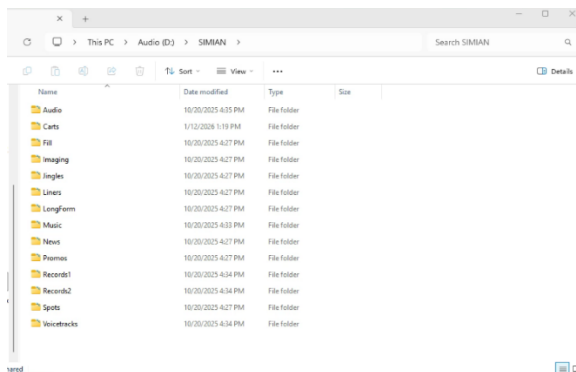 This PC > Audio (D:) > SIMIAN >
Search SIMIAN
Sort
View
Details
Name Date modified Type Size
Audio 10/20/2025 4:35 PM File folder
Carts 1/12/2026 1:19 PM File folder
Fill 10/20/2025 4:27 PM File folder
Imaging 10/20/2025 4:27 PM File folder
Jingles 10/20/2025 4:27 PM File folder
Liners 10/20/2025 4:27 PM File folder
LongForm 10/20/2025 4:27 PM File folder
Music 10/20/2025 4:33 PM File folder
News 10/20/2025 4:27 PM File folder
Promos 10/20/2025 4:27 PM File folder
Records1 10/20/2025 4:34 PM File folder
Records2 10/20/2025 4:34 PM File folder
Spots 10/20/2025 4:27 PM File folder
Voicetracks 10/20/2025 4:34 PM File folder
hared